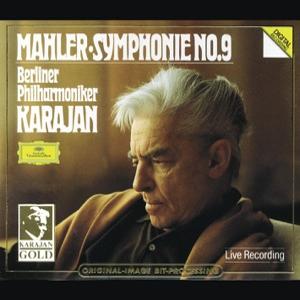 MAHLER·SYMPHONIE NO.9
Berliner
Philharmoniker
KARAJAN
DIGITAL
KARAJAN
GOLD
Live Recording
ORIGINAL-IMAGE BIT-PROCESSING